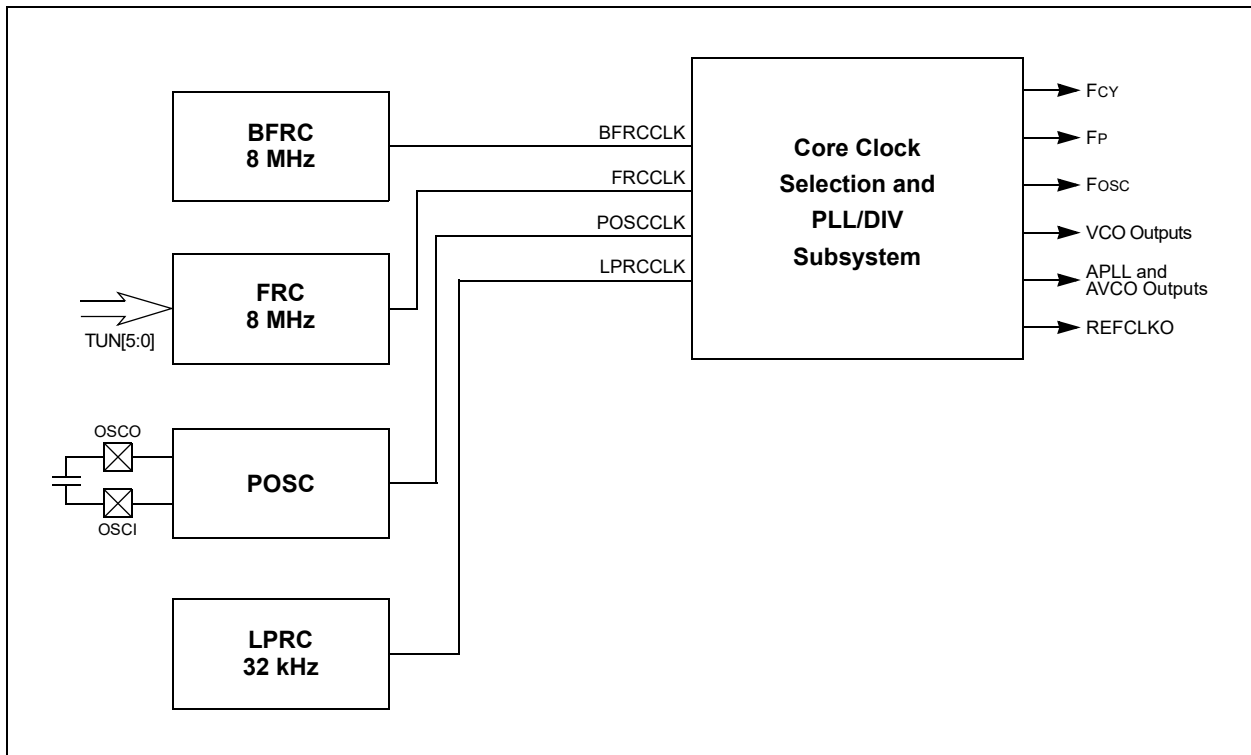 BFRC
8 MHz
BFRCCLK
FRCCLK
POSCCLK
LPRCCLK
FRC
8 MHz
TUN[5:0]
OSCO
OSCI
POSC
LPRC
32 kHz
Core Clock
Selection and
PLL/DIV
Subsystem
FCY
FP
FOSC
VCO Outputs
APLL and
AVCO Outputs
REFCLKO